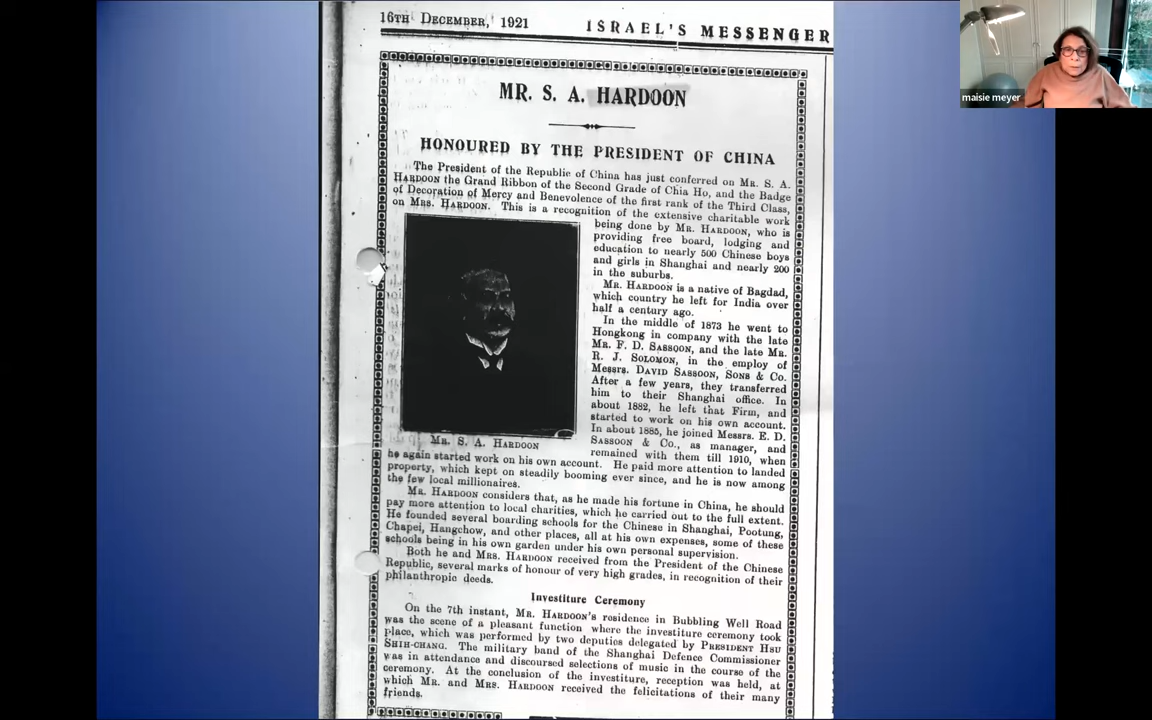 16TH DECEMBER, 1921 ISRAEL'S MESSENGER
MR. S. A. HARDOON
HONOURED BY THE PRESIDENT OF CHINA
The President of the Republic of China has just conferred on MR. S. A.
HARDOON the Grand Ribbon of the Second Grade of Chia Ho, and the Badge
of Decoration of Mercy and Benevolence of the first rank of the Third Class,
on MRS. HARDOON. This is a recognition of the extensive charitable work
being done by MR. HARDOON, who is
providing free board, lodging and
education to nearly 500 Chinese boys
and girls in Shanghai and nearly 200
in the suburbs.
MR. HARDOON is a native of Bagdad,
which country he left for India over
half a century ago.
In the middle of 1873 he went to
Hongkong in company with the late
MR. F. D. SASSOON, and the late MR.
R. J. SOLOMON, in the employ of
Messrs. DAVID SASSOON, SONS & Co.
After a few years, they transferred
him to their Shanghai office. In
about 1882, he left that Firm, and
started to work on his own account.
In about 1885, he joined Messrs. E. D.
SASSOON & Co., as manager, and
remained with them till 1910, when
MR. S. A. HARDOON
he again started work on his own account. He paid more attention to landed
property, which kept on steadily booming ever since, and he is now among
the few local millionaires.
MR. HARDOON considers that, as he made his fortune in China, he should
pay more attention to local charities, which he carried out to the full extent.
He founded several boarding schools for the Chinese in Shanghai, Pootung,
Chapei, Hangchow, and other places, all at his own expenses, some of these
schools being in his own garden under his own personal supervision.
Both he and MRS. HARDOON received from the President of the Chinese
Republic, several marks of honour of very high grades, in recognition of their
philanthropic deeds.
Investiture Ceremony
On the 7th instant, MR. HARDOON'S residence in Bubbling Well Road
was the scene of a pleasant function where the investiture ceremony took
place, which was performed by two deputies delegated by PRESIDENT HSU
SHIH-CHANG. The military band of the Shanghai Defence Commissioner
was in attendance and discoursed selections of music in the course of the
ceremony. At the conclusion of the investiture, reception was held, at
which MR. and MRS. HARDOON received the felicitations of their many
friends.
maisie meyer